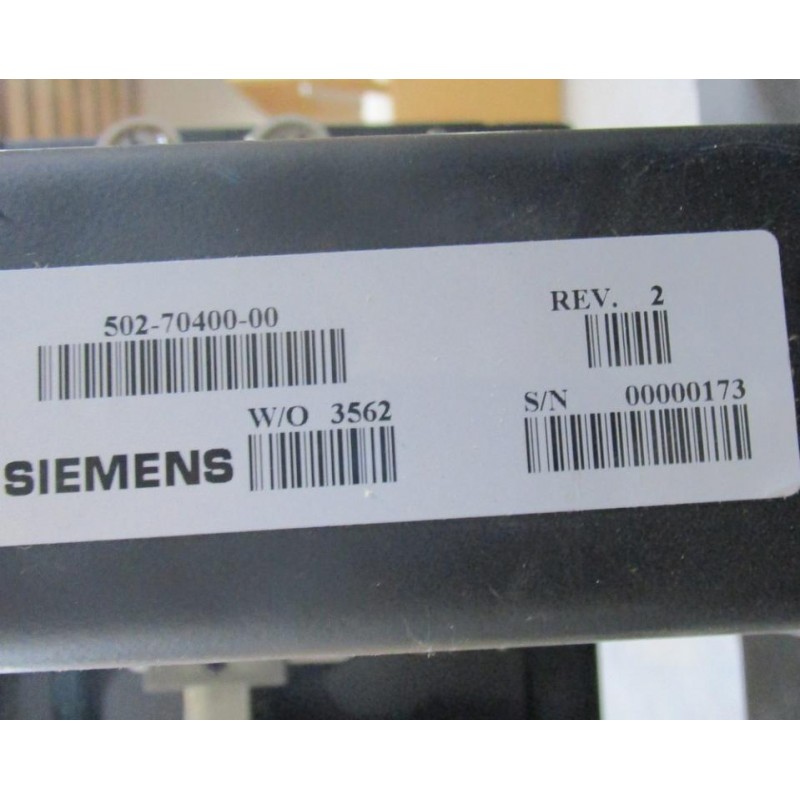 502-70400-00
REV. 2
W/O 3562
S/N 00000173
SIEMENS